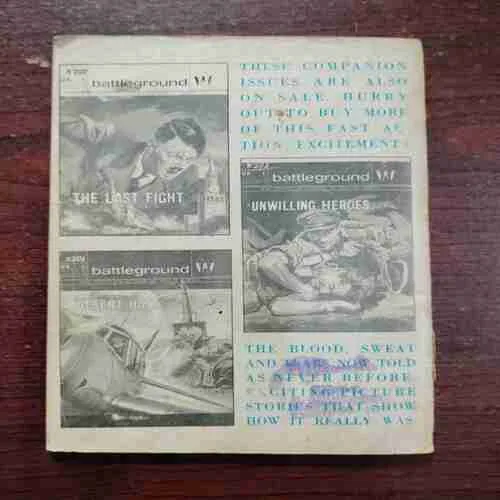 THESE COMPANION
ISSUES ARE ALSO
ON SALE. HURRY
OUT TO BUY MORE
OF THIS FAST AC
TION EXCITEMENT!
battleground W
THE LAST FIGHT
battleground W
UNWILLING HEROES
battleground W
DESERT
THE BLOOD, SWEAT
AND TEARS NOW TOLD
AS NEVER BEFORE.
EXCITING PICTURE
STORIES THAT SHOW
HOW IT REALLY WAS